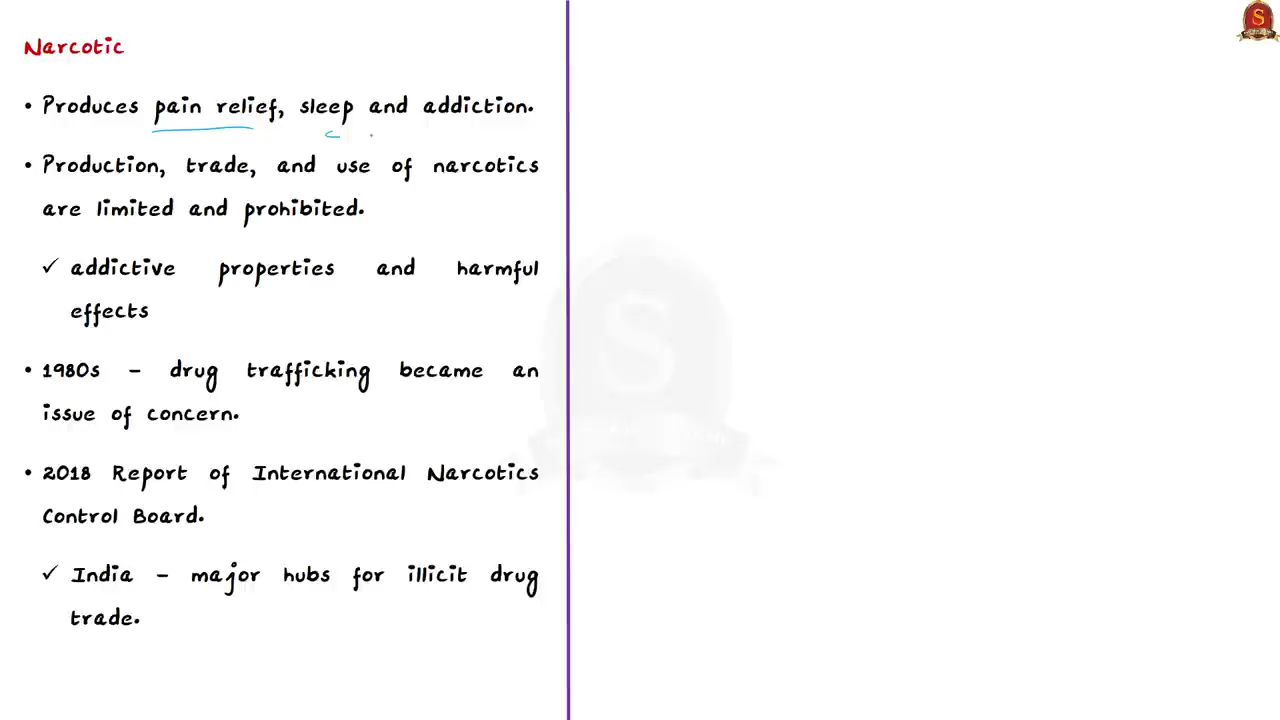 Narcotic
• Produces pain relief, sleep and addiction.
• Production, trade, and use of narcotics
are limited and prohibited.
✓ addictive properties and harmful
effects
• 1980s – drug trafficking became an
issue of concern.
• 2018 Report of International Narcotics
Control Board.
✓ India – major hubs for illicit drug
trade.
S
S